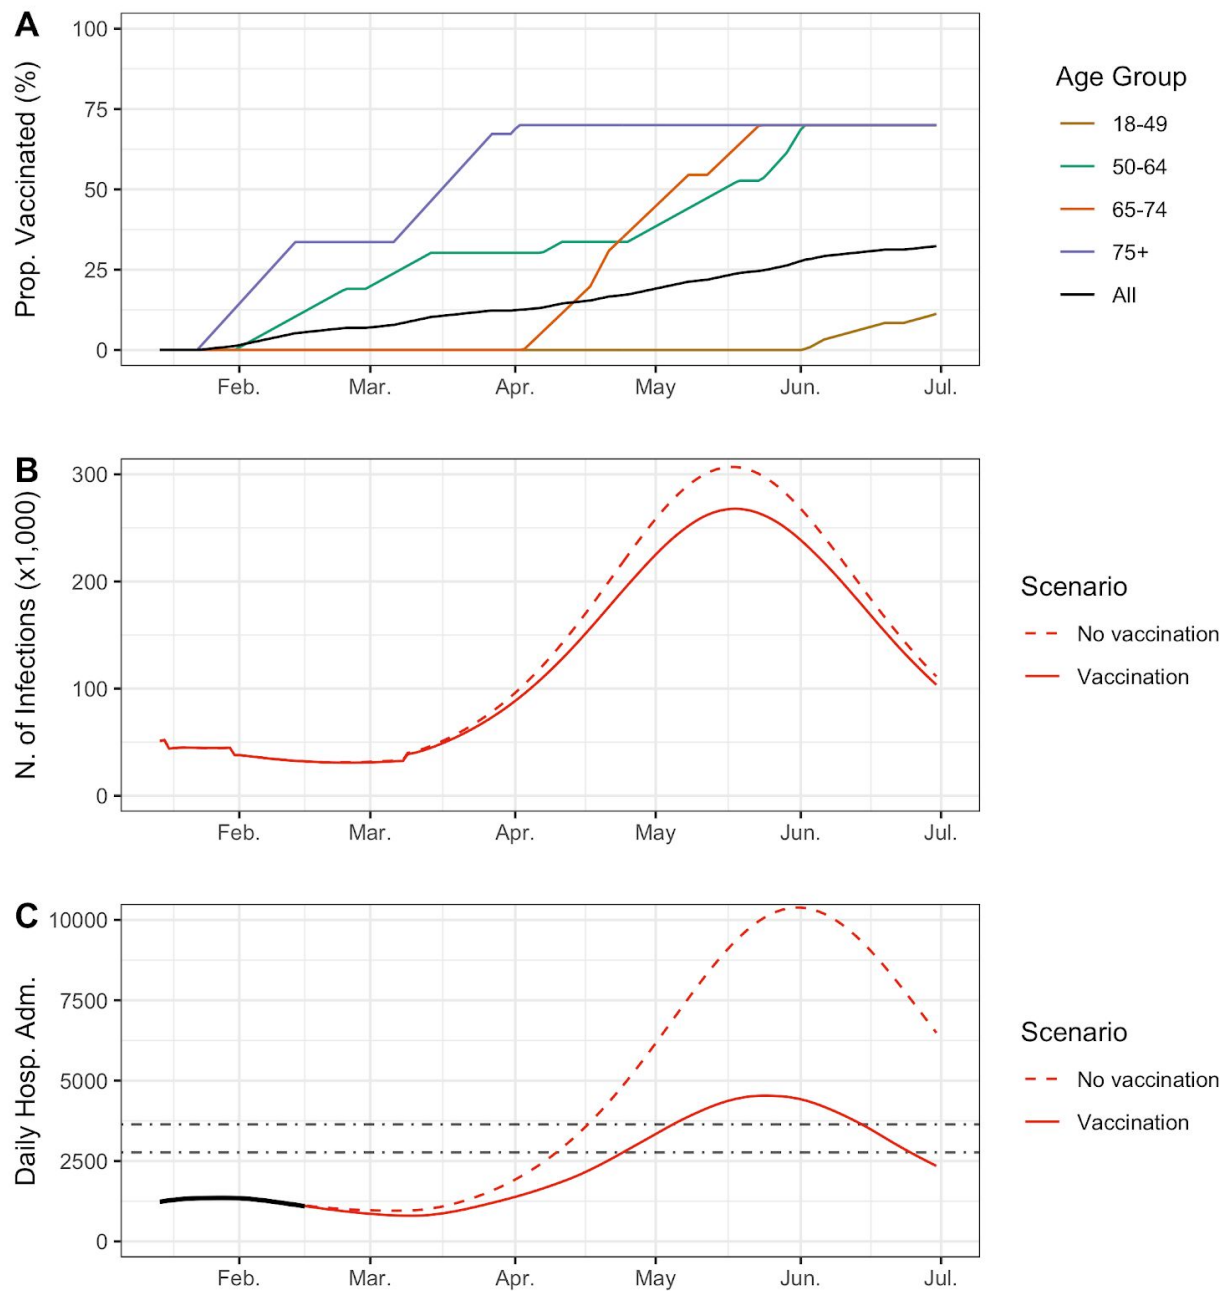 A
Prop. Vaccinated (%)
100
75
50
25
0
Feb.
Mar.
Apr.
May
Jun.
Jul.
Age Group
18-49
50-64
65-74
75+
All
B
N. of Infections (x1,000)
300
200
100
0
Feb.
Mar.
Apr.
May
Jun.
Jul.
Scenario
No vaccination
Vaccination
C
Daily Hosp. Adm.
10000
7500
5000
2500
0
Feb.
Mar.
Apr.
May
Jun.
Jul.
Scenario
No vaccination
Vaccination